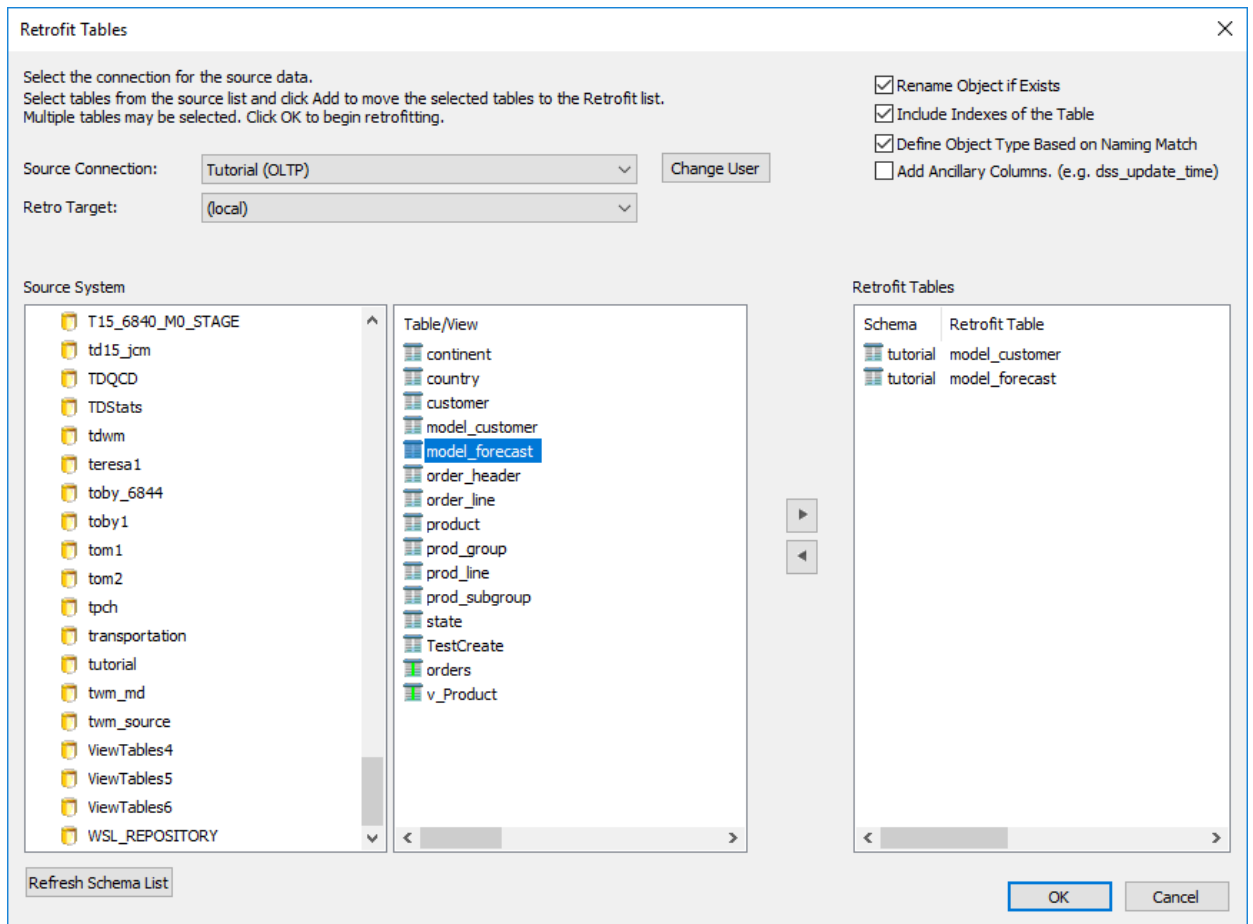 Retrofit Tables
Select the connection for the source data.
Select tables from the source list and click Add to move the selected tables to the Retrofit list.
Multiple tables may be selected. Click OK to begin retrofitting.
Rename Object if Exists
Include Indexes of the Table
Define Object Type Based on Naming Match
Add Ancillary Columns. (e.g. dss_update_time)
Source Connection:
Tutorial (OLTP)
Change User
Retro Target:
(local)
Source System
T15_6840_M0_STAGE
td15_jcm
TDQCD
TDStats
tdwm
teresa1
toby_6844
toby1
tom1
tom2
tpch
transportation
tutorial
twm_md
twm_source
ViewTables4
ViewTables5
ViewTables6
WSL_REPOSITORY
Table/View
continent
country
customer
model_customer
model_forecast
order_header
order_line
product
prod_group
prod_line
prod_subgroup
state
TestCreate
orders
v_Product
Retrofit Tables
Schema Retrofit Table
tutorial model_customer
tutorial model_forecast
Refresh Schema List
OK
Cancel